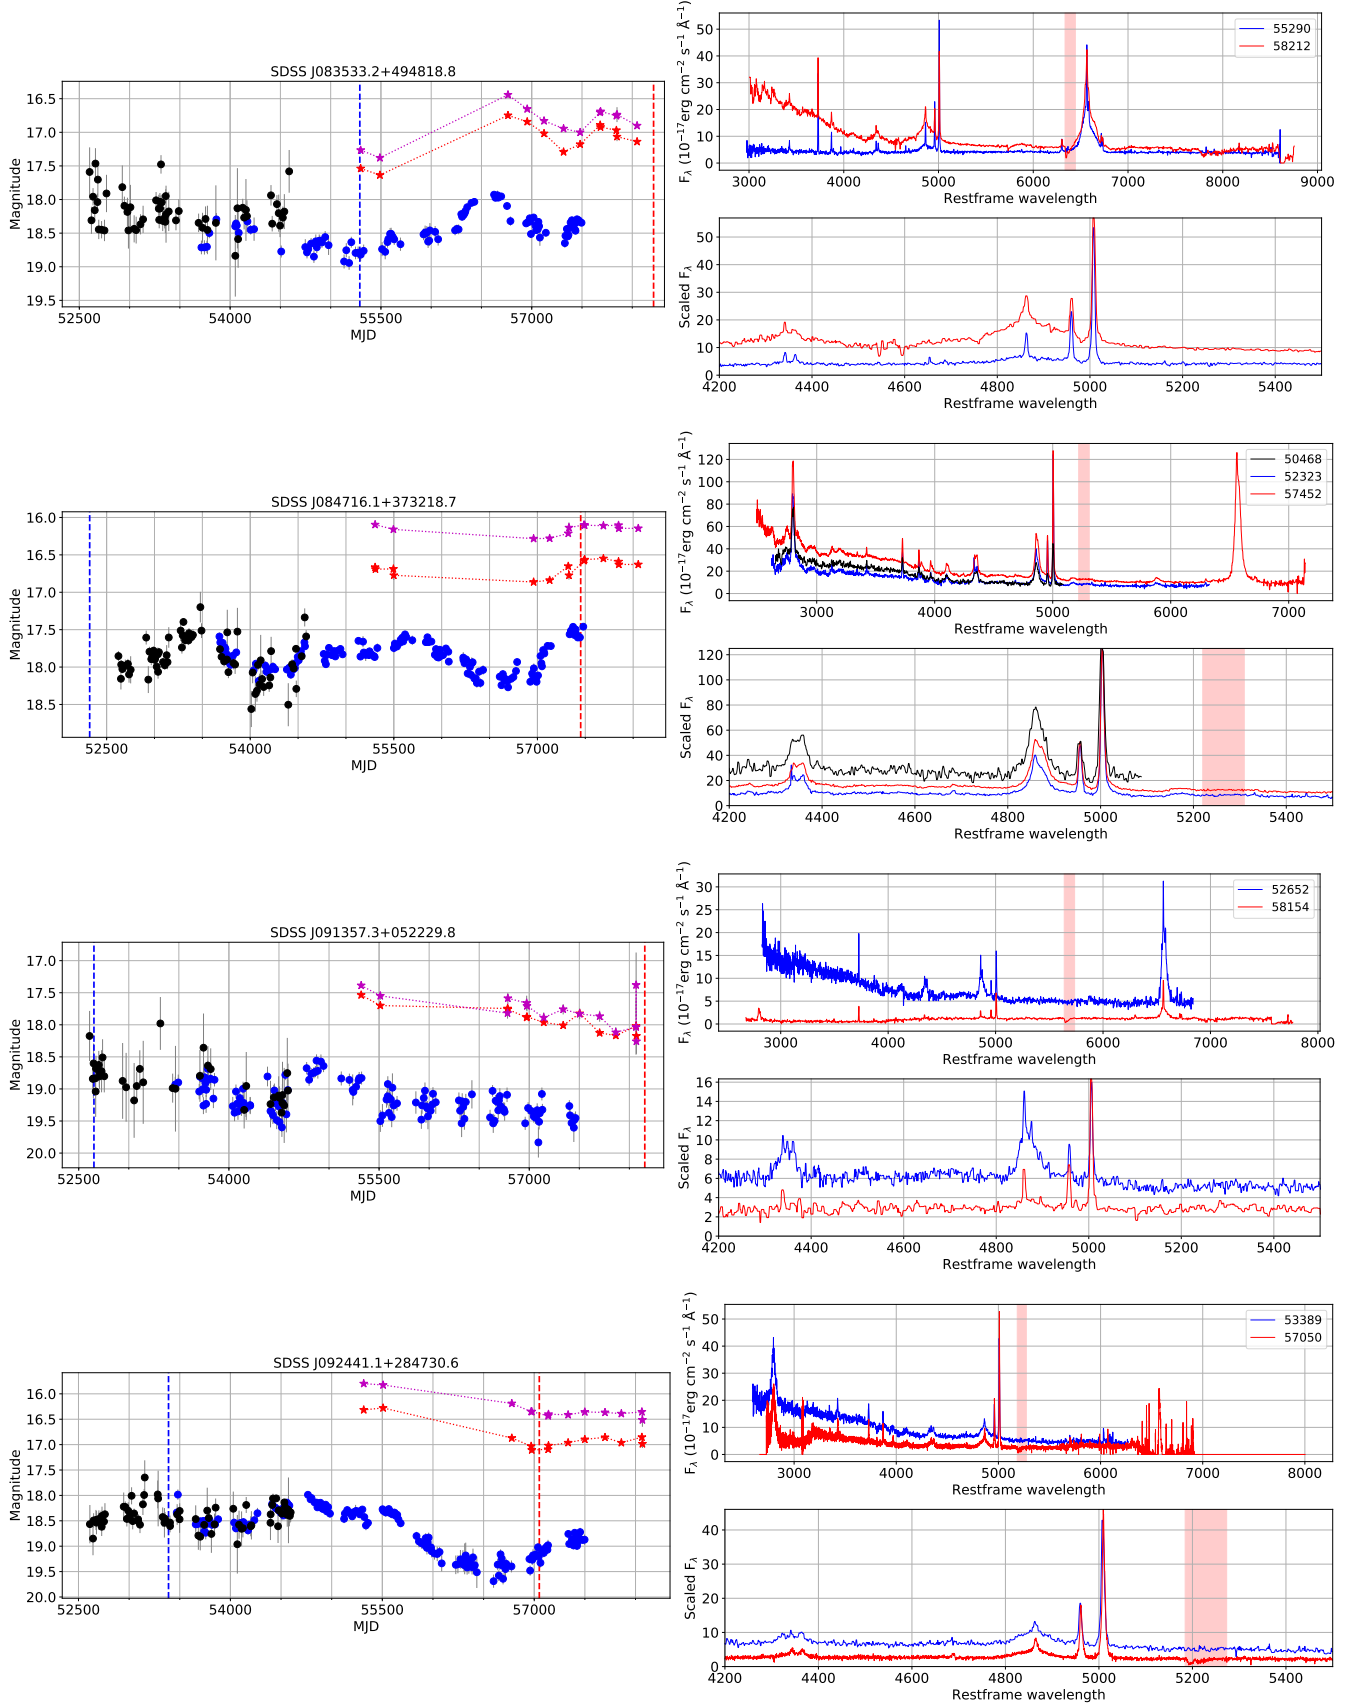 SDSS J083533.2+494818.8
16.5
17.0
17.5
18.0
18.5
19.0
19.5
Magnitude
52500 54000 55500 57000
MJD
50
40
30
20
10
0
F_λ (10⁻¹⁷erg cm⁻² s⁻¹ Å⁻¹)
55290
58212
3000 4000 5000 6000 7000 8000 9000
Restframe wavelength
50
40
30
20
10
0
Scaled F_λ
4200 4400 4600 4800 5000 5200 5400
Restframe wavelength
SDSS J084716.1+373218.7
16.0
16.5
17.0
17.5
18.0
18.5
Magnitude
52500 54000 55500 57000
MJD
120
100
80
60
40
20
0
F_λ (10⁻¹⁷erg cm⁻² s⁻¹ Å⁻¹)
50468
52323
57452
3000 4000 5000 6000 7000
Restframe wavelength
120
100
80
60
40
20
0
Scaled F_λ
4200 4400 4600 4800 5000 5200 5400
Restframe wavelength
SDSS J091357.3+052229.8
17.0
17.5
18.0
18.5
19.0
19.5
20.0
Magnitude
52500 54000 55500 57000
MJD
30
25
20
15
10
5
0
F_λ (10⁻¹⁷erg cm⁻² s⁻¹ Å⁻¹)
52652
58154
3000 4000 5000 6000 7000 8000
Restframe wavelength
16
14
12
10
8
6
4
2
0
Scaled F_λ
4200 4400 4600 4800 5000 5200 5400
Restframe wavelength
SDSS J092441.1+284730.6
16.0
16.5
17.0
17.5
18.0
18.5
19.0
19.5
20.0
Magnitude
52500 54000 55500 57000
MJD
50
40
30
20
10
0
F_λ (10⁻¹⁷erg cm⁻² s⁻¹ Å⁻¹)
53389
57050
3000 4000 5000 6000 7000 8000
Restframe wavelength
40
30
20
10
0
Scaled F_λ
4200 4400 4600 4800 5000 5200 5400
Restframe wavelength